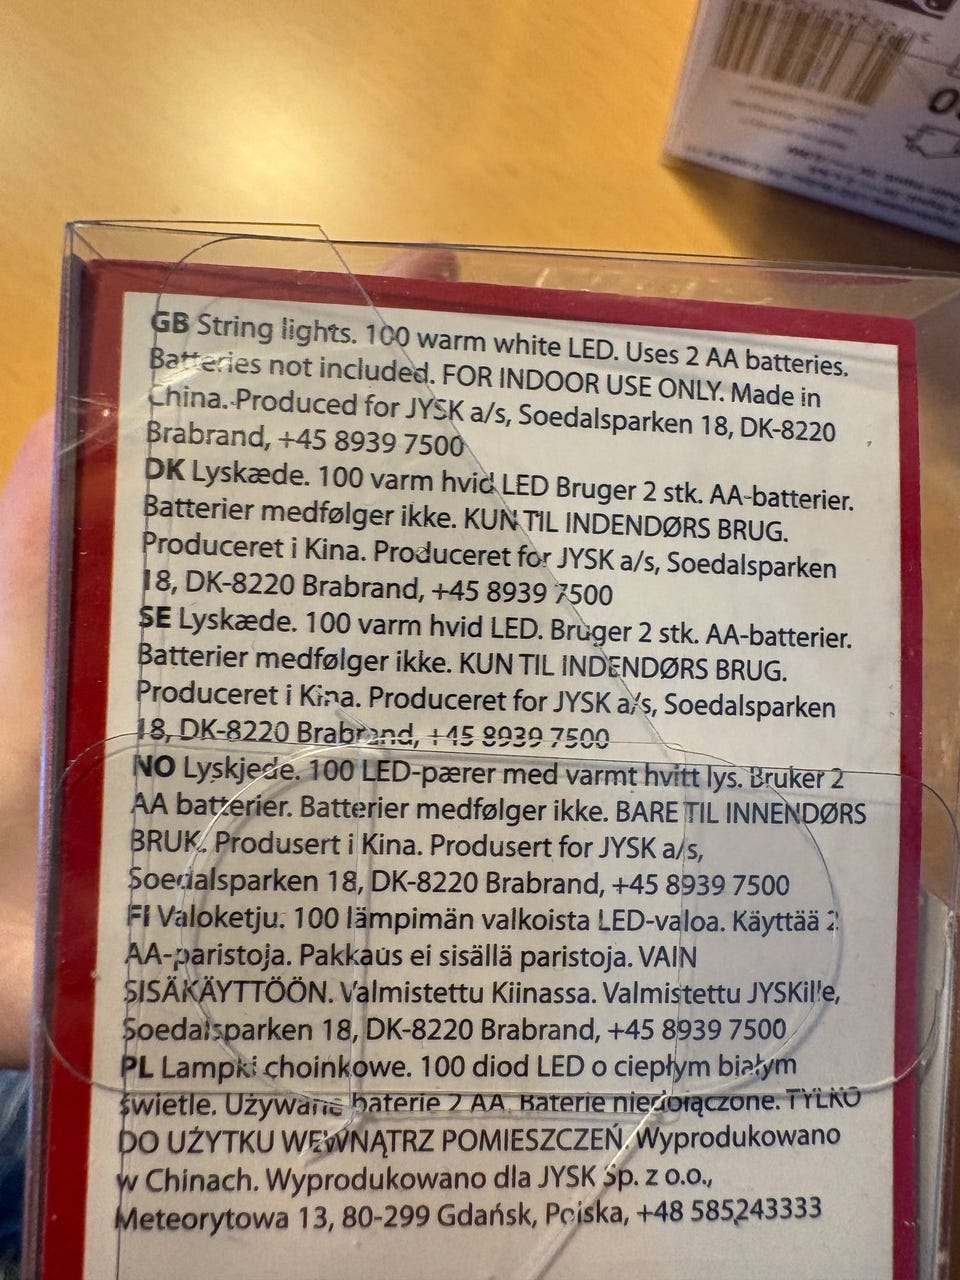 GB String lights. 100 warm white LED. Uses 2 AA batteries.
Batteries not included. FOR INDOOR USE ONLY. Made in
China. Produced for JYSK a/s, Soedalsparken 18, DK-8220
Brabrand, +45 8939 7500
DK Lyskæde. 100 varm hvid LED Bruger 2 stk. AA-batterier.
Batterier medfølger ikke. KUN TIL INDENDØRS BRUG.
Produceret i Kina. Produceret for JYSK a/s, Soedalsparken
18, DK-8220 Brabrand, +45 8939 7500
SE Lyskæde. 100 varm hvid LED. Bruger 2 stk. AA-batterier.
Batterier medfølger ikke. KUN TIL INDENDØRS BRUG.
Produceret i Kina. Produceret for JYSK a/s, Soedalsparken
18, DK-8220 Brabrand, +45 8939 7500
NO Lyskjede. 100 LED-pærer med varmt hvitt lys. Bruker 2
AA batterier. Batterier medfølger ikke. BARE TIL INNENDØRS
BRUK. Produsert i Kina. Produsert for JYSK a/s,
Soedalsparken 18, DK-8220 Brabrand, +45 8939 7500
FI Valoketju. 100 lämpimän valkoista LED-valoa. Käyttää 2
AA-paristoja. Pakkaus ei sisällä paristoja. VAIN
SISÄKÄYTTÖÖN. Valmistettu Kiinassa. Valmistettu JYSKille,
Soedalsparken 18, DK-8220 Brabrand, +45 8939 7500
PL Lampki choinkowe. 100 diod LED o ciepłym białym
świetle. Używane baterie 2 AA. Baterie niedołączone. TYLKO
DO UŻYTKU WEWNĄTRZ POMIESZCZEŃ. Wyprodukowano
w Chinach. Wyprodukowano dla JYSK Sp. z o.o.,
Meteorytowa 13, 80-299 Gdańsk, Polska, +48 585243333